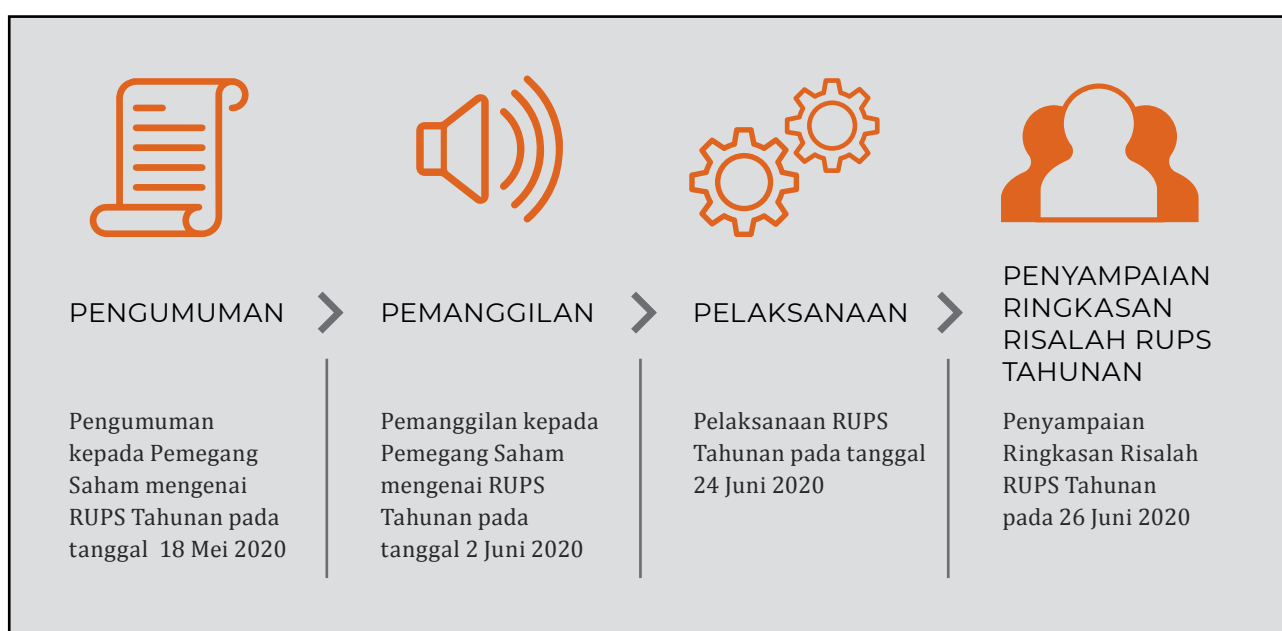 PENGUMUMAN
PEMANGGILAN
PELAKSANAAN
PENYAMPAIAN
RINGKASAN
RISALAH RUPS
TAHUNAN
Pengumuman
kepada Pemegang
Saham mengenai
RUPS Tahunan pada
tanggal  18 Mei 2020
Pemanggilan kepada
Pemegang Saham
mengenai RUPS
Tahunan pada
tanggal 2 Juni 2020
Pelaksanaan RUPS
Tahunan pada tanggal
24 Juni 2020
Penyampaian
Ringkasan Risalah
RUPS Tahunan
pada 26 Juni 2020